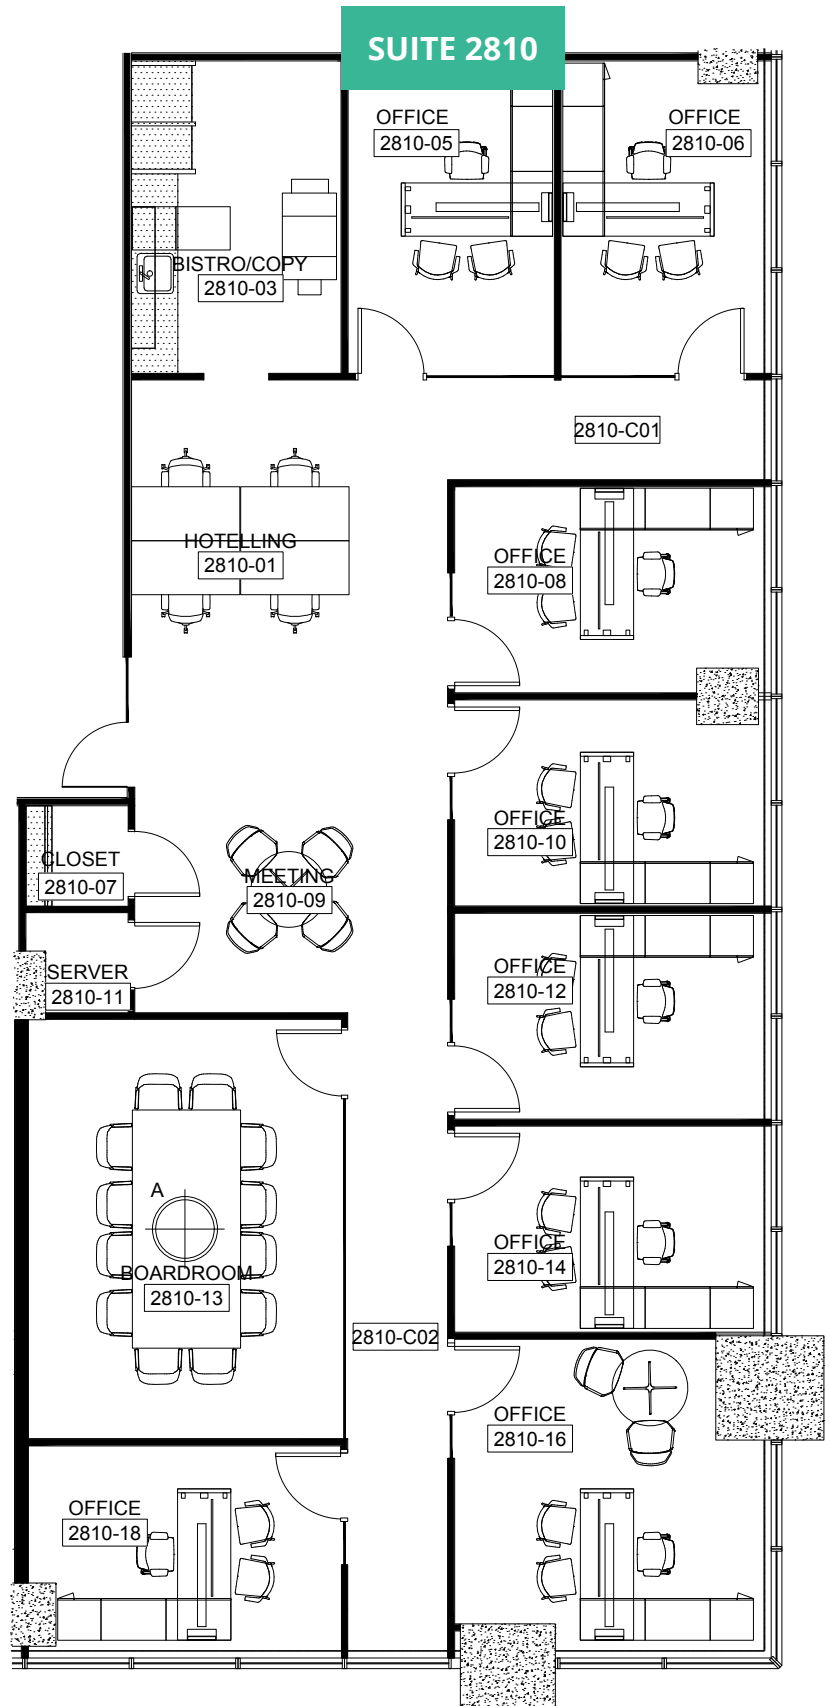 SUITE 2810
OFFICE
2810-05
OFFICE
2810-06
BISTRO/COPY
2810-03
2810-C01
HOTELLING
2810-01
OFFICE
2810-08
OFFICE
2810-10
CLOSET
2810-07
MEETING
2810-09
SERVER
2810-11
OFFICE
2810-12
A
BOARDROOM
2810-13
OFFICE
2810-14
2810-C02
OFFICE
2810-16
OFFICE
2810-18